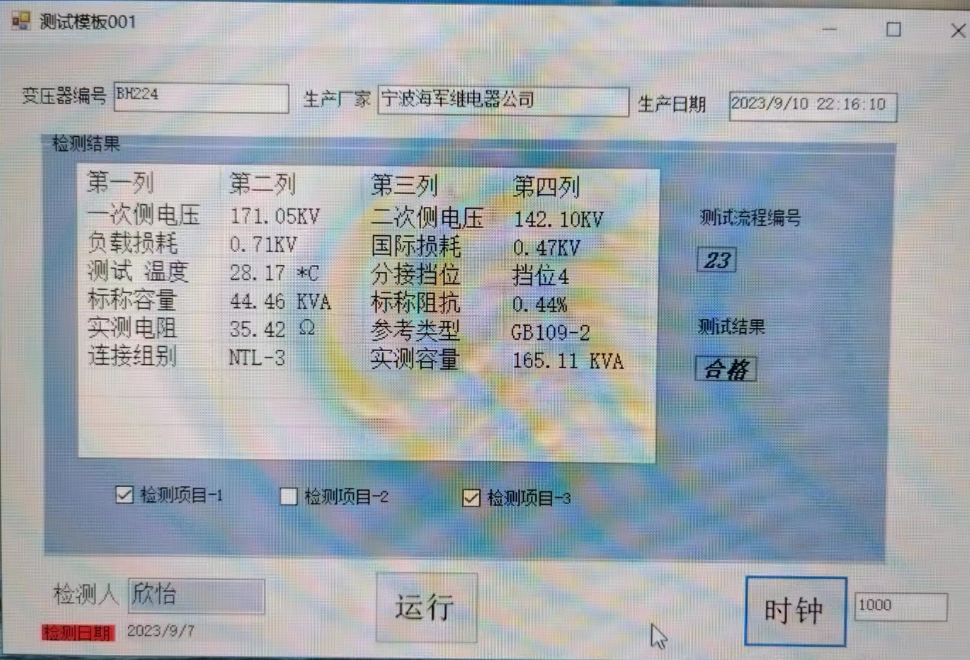 测试模板001
变压器编号 BH224 生产厂家 宁波海军继电器公司 生产日期 2023/9/10 22:16:10
检测结果
第一列 第二列 第三列 第四列
一次侧电压 171.05KV 二次侧电压 142.10KV
负载损耗 0.71KV 国际损耗 0.47KV
测试 温度 28.17 *C 分接挡位 挡位4
标称容量 44.46 KVA 标称阻抗 0.44%
实测电阻 35.42 Ω 参考类型 GB109-2
连接组别 NTL-3 实测容量 165.11 KVA
测试流程编号
23
测试结果
合格
检测项目-1 检测项目-2 检测项目-3
检测人 欣怡 运行 时钟 1000
检测日期 2023/9/7